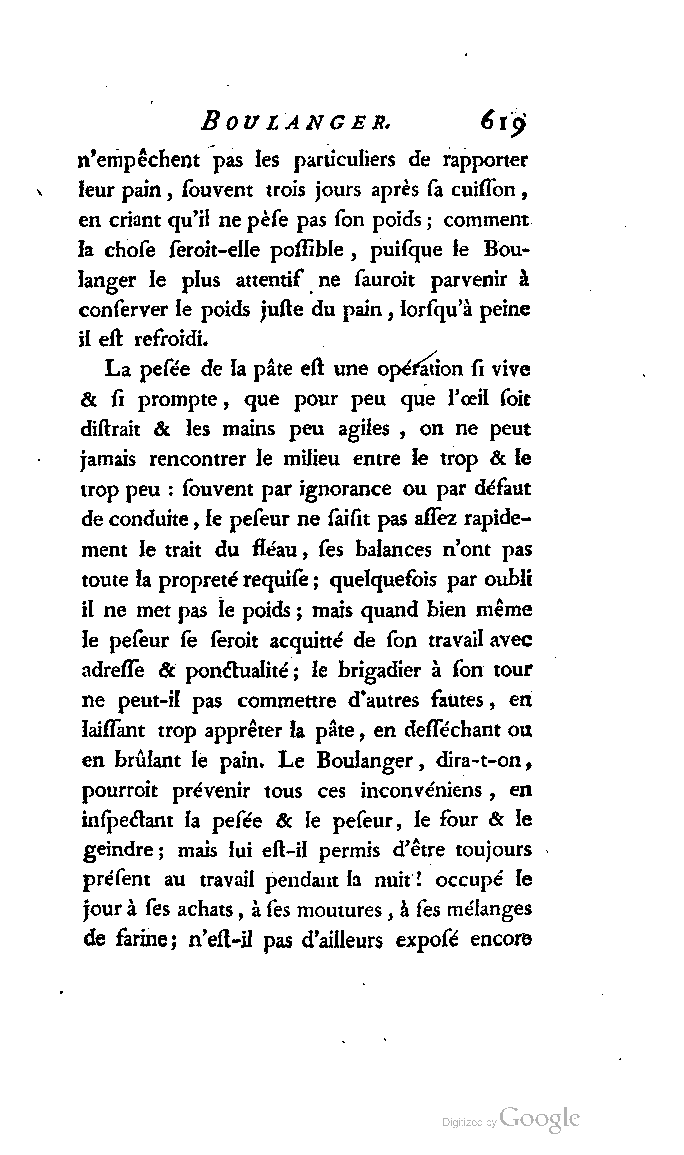 BOULANGER. 619
n'empêchent pas les particuliers de rapporter
leur pain, ſouvent trois jours après ſa cuiſſon,
en criant qu'il ne pèſe pas ſon poids; comment
la choſe ſeroit-elle poſſible, puiſque le Bou-
langer le plus attentif ne ſauroit parvenir à
conſerver le poids juſte du pain, lorſqu'à peine
il eſt refroidi.
La peſée de la pâte eſt une opération ſi vive
& ſi prompte, que pour peu que l'œil ſoit
diſtrait & les mains peu agiles, on ne peut
jamais rencontrer le milieu entre le trop & le
trop peu : ſouvent par ignorance ou par défaut
de conduite, le peſeur ne ſaiſit pas aſſez rapide-
ment le trait du fléau, ſes balances n'ont pas
toute la propreté requiſe; quelquefois par oubli
il ne met pas le poids; mais quand bien même
le peſeur ſe ſeroit acquitté de ſon travail avec
adreſſe & ponctualité; le brigadier à ſon tour
ne peut-il pas commettre d'autres fautes, en
laiſſant trop apprêter la pâte, en deſſéchant ou
en brûlant le pain. Le Boulanger, dira-t-on,
pourroit prévenir tous ces inconvéniens, en
inſpectant la peſée & le peſeur, le four & le
geindre; mais lui eſt-il permis d'être toujours
préſent au travail pendant la nuit! occupé le
jour à ſes achats, à ſes moutures, à ſes mélanges
de farine; n'eſt-il pas d'ailleurs expoſé encore
Digitized by Google